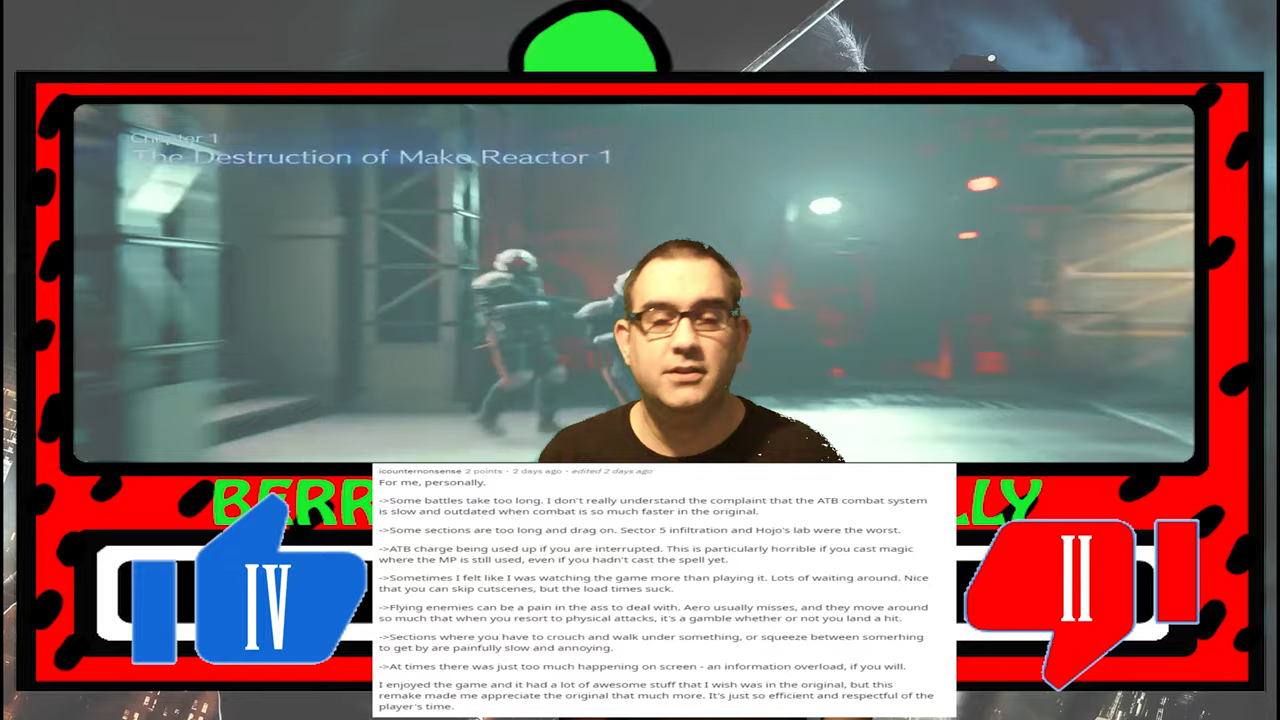 Chapter 1
The Destruction of Mako Reactor 1
icounternonsense 2 points · 2 days ago · edited 2 days ago
For me, personally.
->Some battles take too long. I don't really understand the complaint that the ATB combat system
is slow and outdated when combat is so much faster in the original.
->Some sections are too long and drag on. Sector 5 infiltration and Hojo's lab were the worst.
->ATB charge being used up if you are interrupted. This is particularly horrible if you cast magic
where the MP is still used, even if you hadn't cast the spell yet.
->Sometimes I felt like I was watching the game more than playing it. Lots of waiting around. Nice
that you can skip cutscenes, but the load times suck.
->Flying enemies can be a pain in the ass to deal with. Aero usually misses, and they move around
so much that when you resort to physical attacks, it's a gamble whether or not you land a hit.
->Sections where you have to crouch and walk under something, or squeeze between somerhing
to get by are painfully slow and annoying.
->At times there was just too much happening on screen - an information overload, if you will.
I enjoyed the game and it had a lot of awesome stuff that I wish was in the original, but this
remake made me appreciate the original that much more. It's just so efficient and respectful of the
player's time.
BERR LLY
IV
II